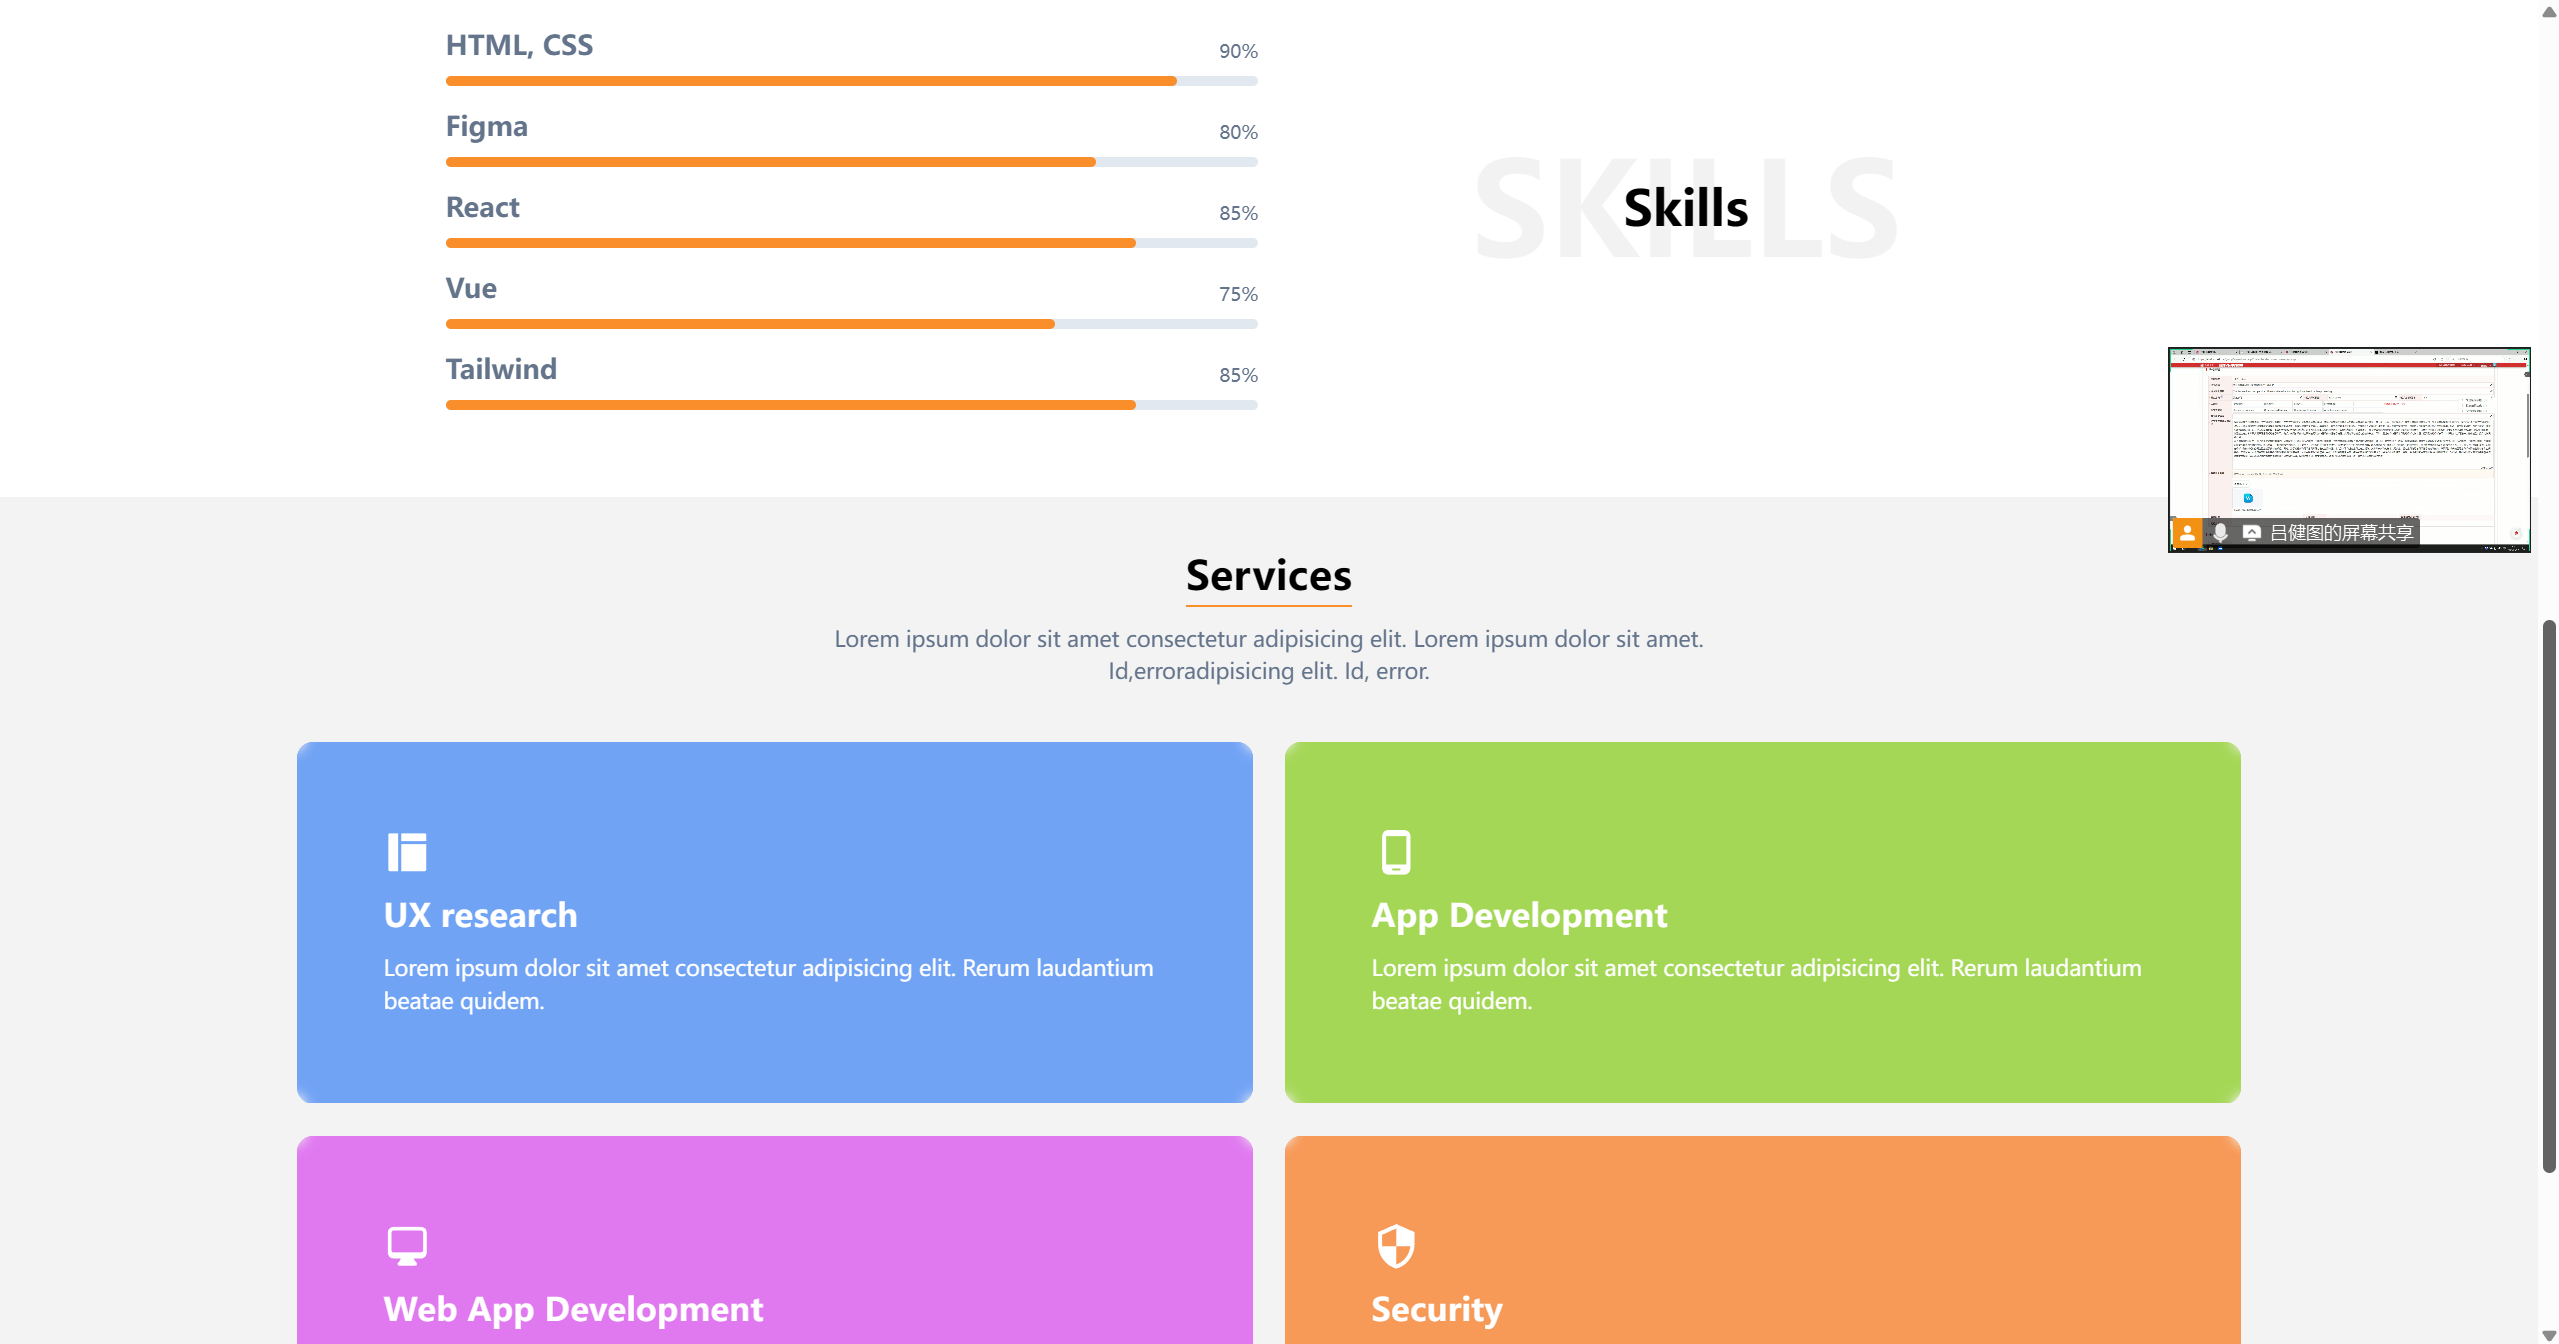 HTML, CSS
90%
Figma
80%
React
85%
Vue
75%
Tailwind
85%
SKILLS
Skills
吕健图的屏幕共享
Services
Lorem ipsum dolor sit amet consectetur adipisicing elit. Lorem ipsum dolor sit amet.
Id,erroradipisicing elit. Id, error.
UX research
Lorem ipsum dolor sit amet consectetur adipisicing elit. Rerum laudantium
beatae quidem.
App Development
Lorem ipsum dolor sit amet consectetur adipisicing elit. Rerum laudantium
beatae quidem.
Web App Development
Security